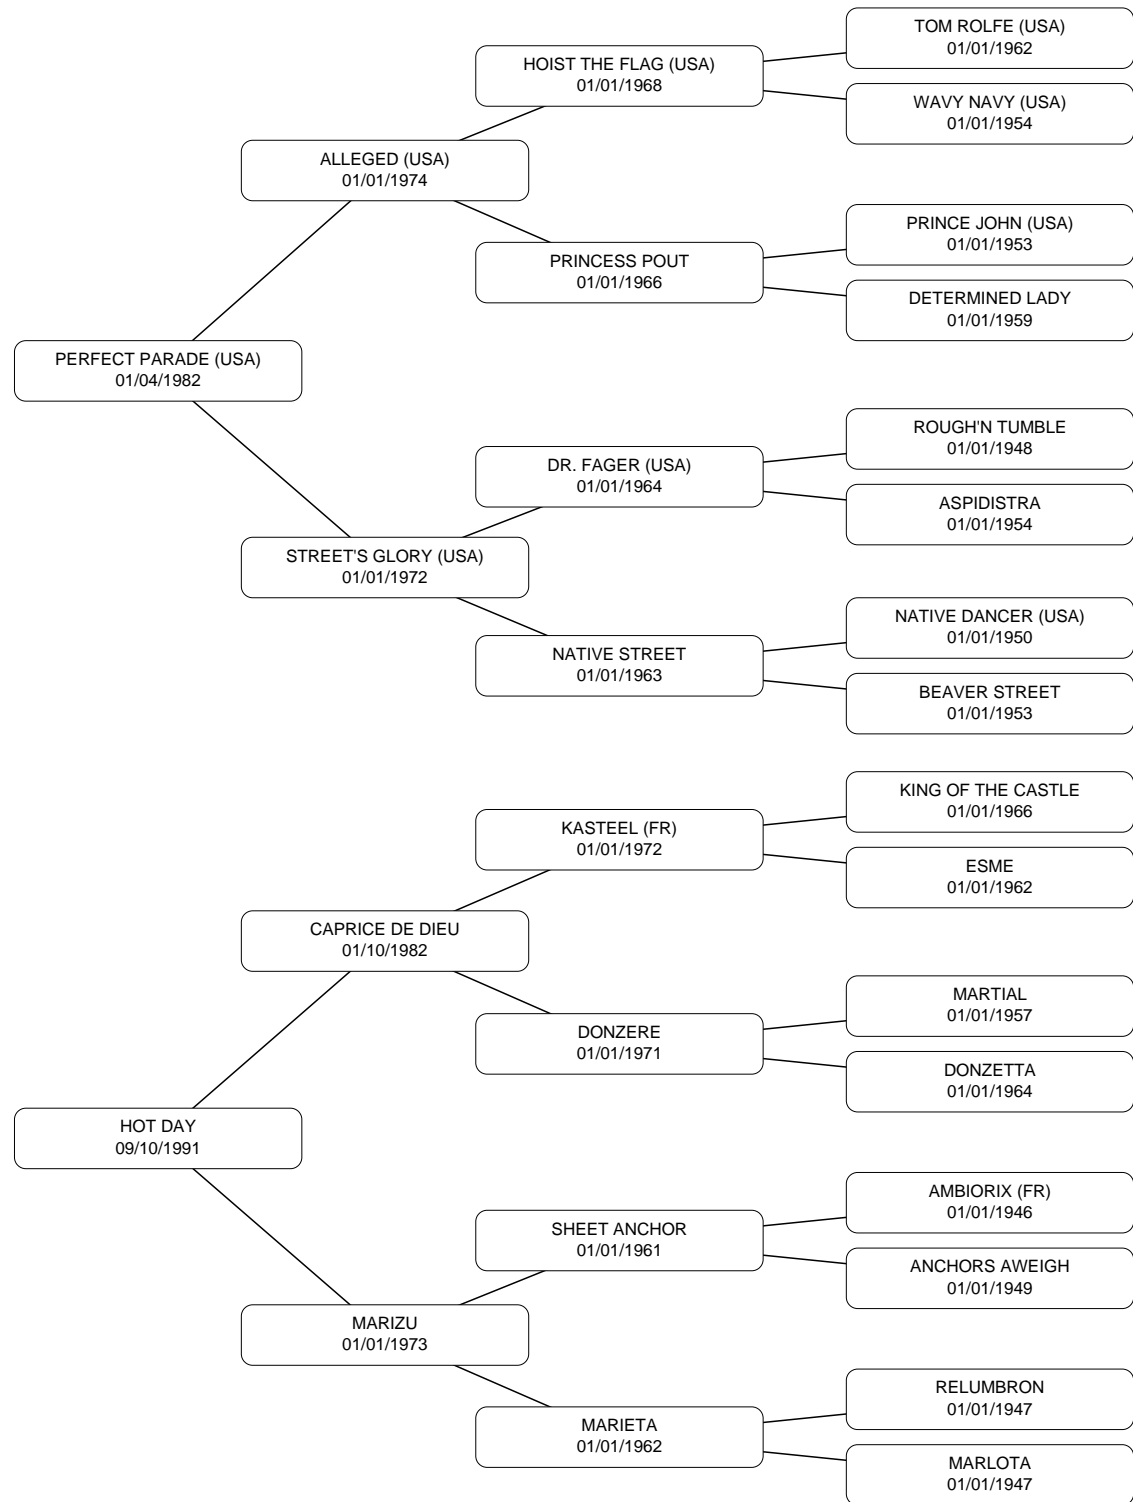 TOM ROLFE (USA)
01/01/1962
HOIST THE FLAG (USA)
01/01/1968
WAVY NAVY (USA)
01/01/1954
ALLEGED (USA)
01/01/1974
PRINCE JOHN (USA)
01/01/1953
PRINCESS POUT
01/01/1966
DETERMINED LADY
01/01/1959
PERFECT PARADE (USA)
01/04/1982
ROUGH'N TUMBLE
01/01/1948
DR. FAGER (USA)
01/01/1964
ASPIDISTRA
01/01/1954
STREET'S GLORY (USA)
01/01/1972
NATIVE DANCER (USA)
01/01/1950
NATIVE STREET
01/01/1963
BEAVER STREET
01/01/1953
KING OF THE CASTLE
01/01/1966
KASTEEL (FR)
01/01/1972
ESME
01/01/1962
CAPRICE DE DIEU
01/10/1982
MARTIAL
01/01/1957
DONZERE
01/01/1971
DONZETTA
01/01/1964
HOT DAY
09/10/1991
AMBIORIX (FR)
01/01/1946
SHEET ANCHOR
01/01/1961
ANCHORS AWEIGH
01/01/1949
MARIZU
01/01/1973
RELUMBRON
01/01/1947
MARIETA
01/01/1962
MARLOTA
01/01/1947